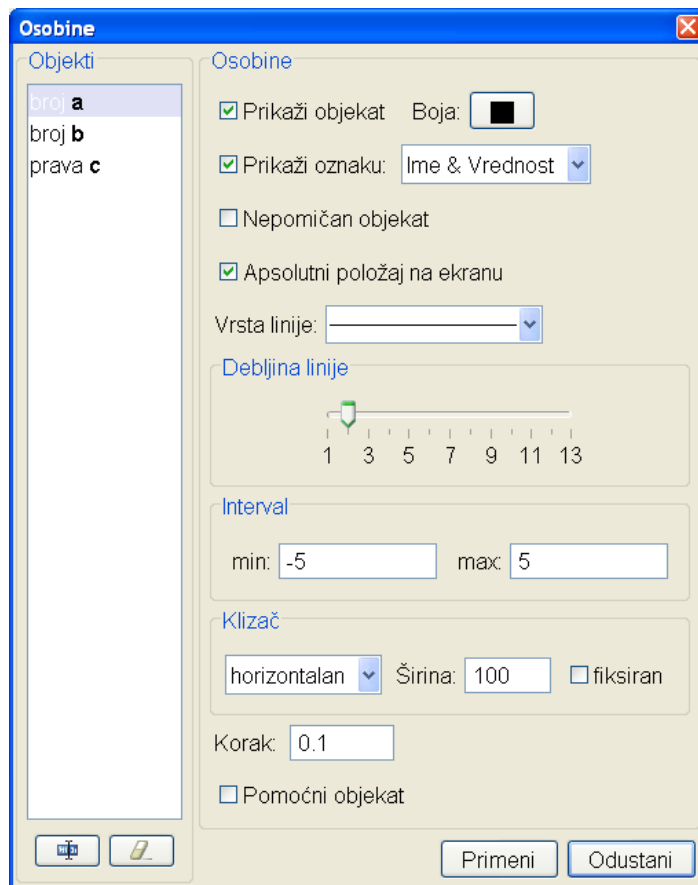 Osobine
Objekti
broj a
broj b
prava c
Osobine
Prikaži objekat Boja:
Prikaži oznaku: Ime & Vrednost
Nepomičan objekat
Apsolutni položaj na ekranu
Vrsta linije:
Debljina linije
1 3 5 7 9 11 13
Interval
min: -5 max: 5
Klizač
horizontalan Širina: 100 fiksiran
Korak: 0.1
Pomoćni objekat
Primeni Odustani